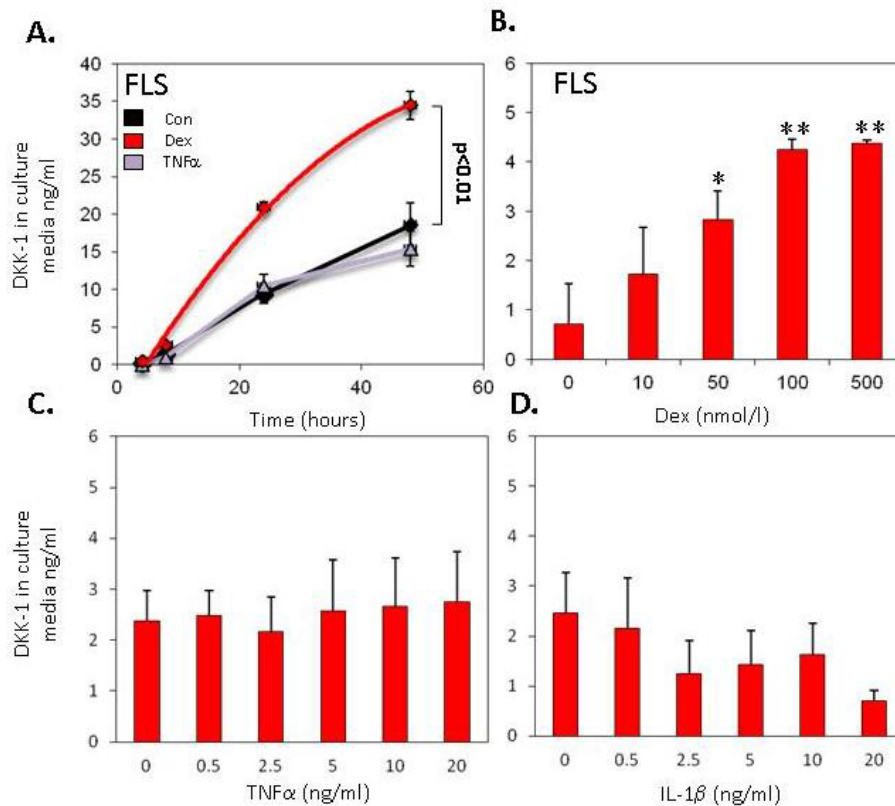 A.
FLS
Con
Dex
TNFα
40
35
30
25
20
15
10
5
0
0 20 40 60
p<0.01
DKK-1 in culture
media ng/ml
Time (hours)
B.
FLS
6
5
4
3
2
1
0
* ** **
0 10 50 100 500
Dex (nmol/l)
C.
6
5
4
3
2
1
0
0 0.5 2.5 5 10 20
DKK-1 in culture
media ng/ml
TNFα (ng/ml)
D.
6
5
4
3
2
1
0
0 0.5 2.5 5 10 20
IL-1β (ng/ml)